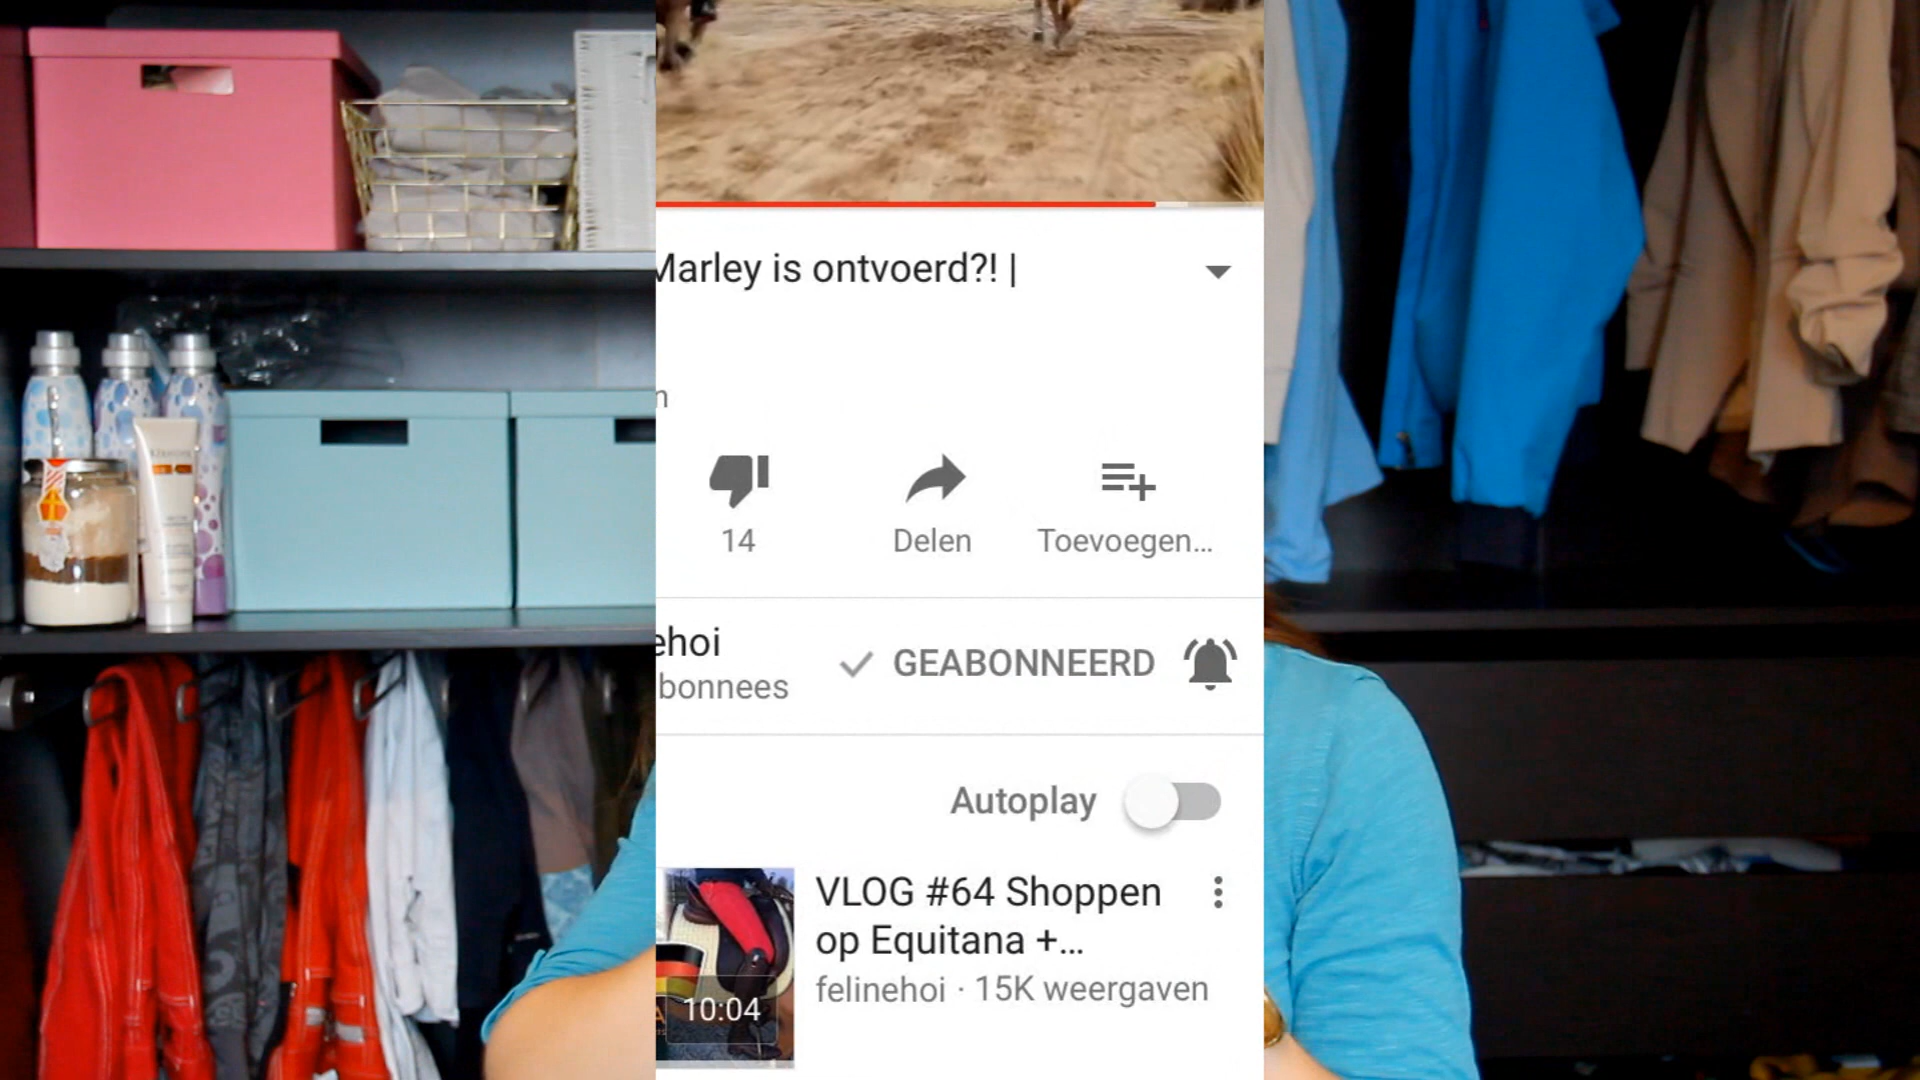 Marley is ontvoerd?! |
n
14
Delen
Toevoegen...
ehoi
bonnees
GEABONNEERD
Autoplay
VLOG #64 Shoppen
op Equitana +...
felinehoi · 15K weergaven
10:04